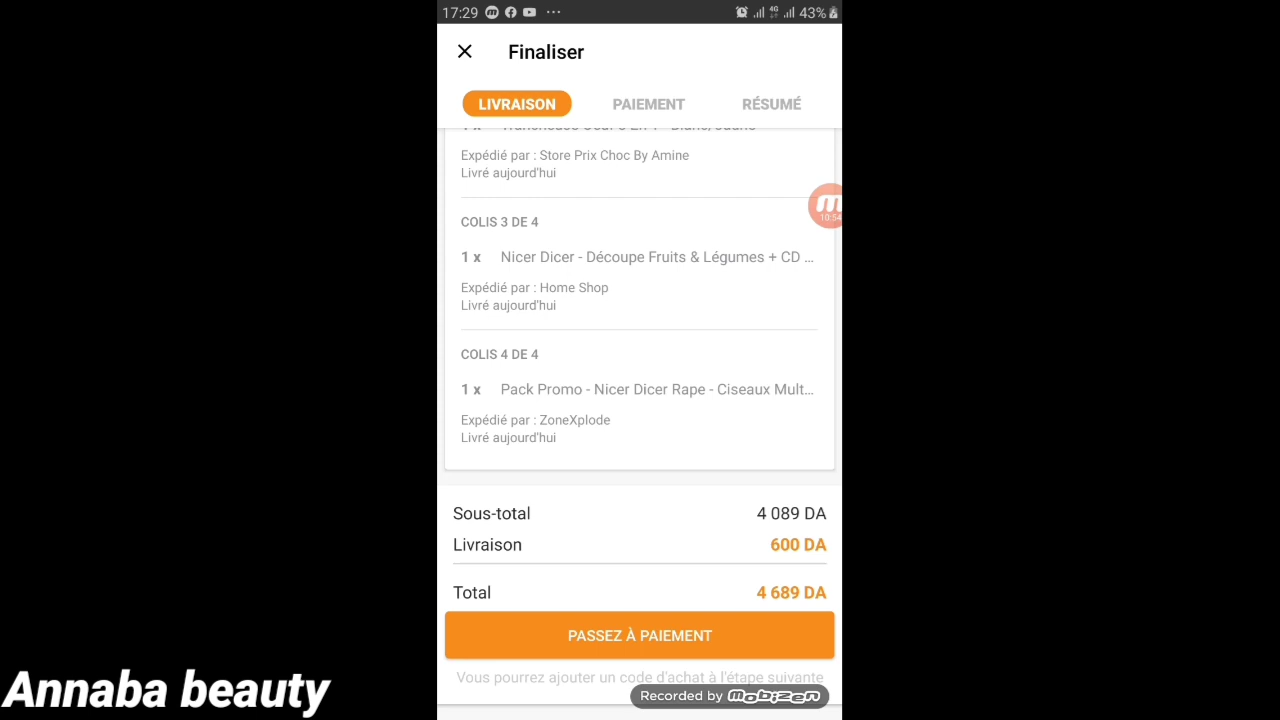 17:29 ... 4G 43%
Finaliser
LIVRAISON PAIEMENT RÉSUMÉ
Expédié par : Store Prix Choc By Amine
Livré aujourd'hui
10:54
COLIS 3 DE 4
1 x Nicer Dicer - Découpe Fruits & Légumes + CD ...
Expédié par : Home Shop
Livré aujourd'hui
COLIS 4 DE 4
1 x Pack Promo - Nicer Dicer Rape - Ciseaux Mult...
Expédié par : ZoneXplode
Livré aujourd'hui
Sous-total 4 089 DA
Livraison 600 DA
Total 4 689 DA
PASSEZ À PAIEMENT
Vous pourrez ajouter un code d'achat à l'étape suivante
Recorded by mobizen
Annaba beauty